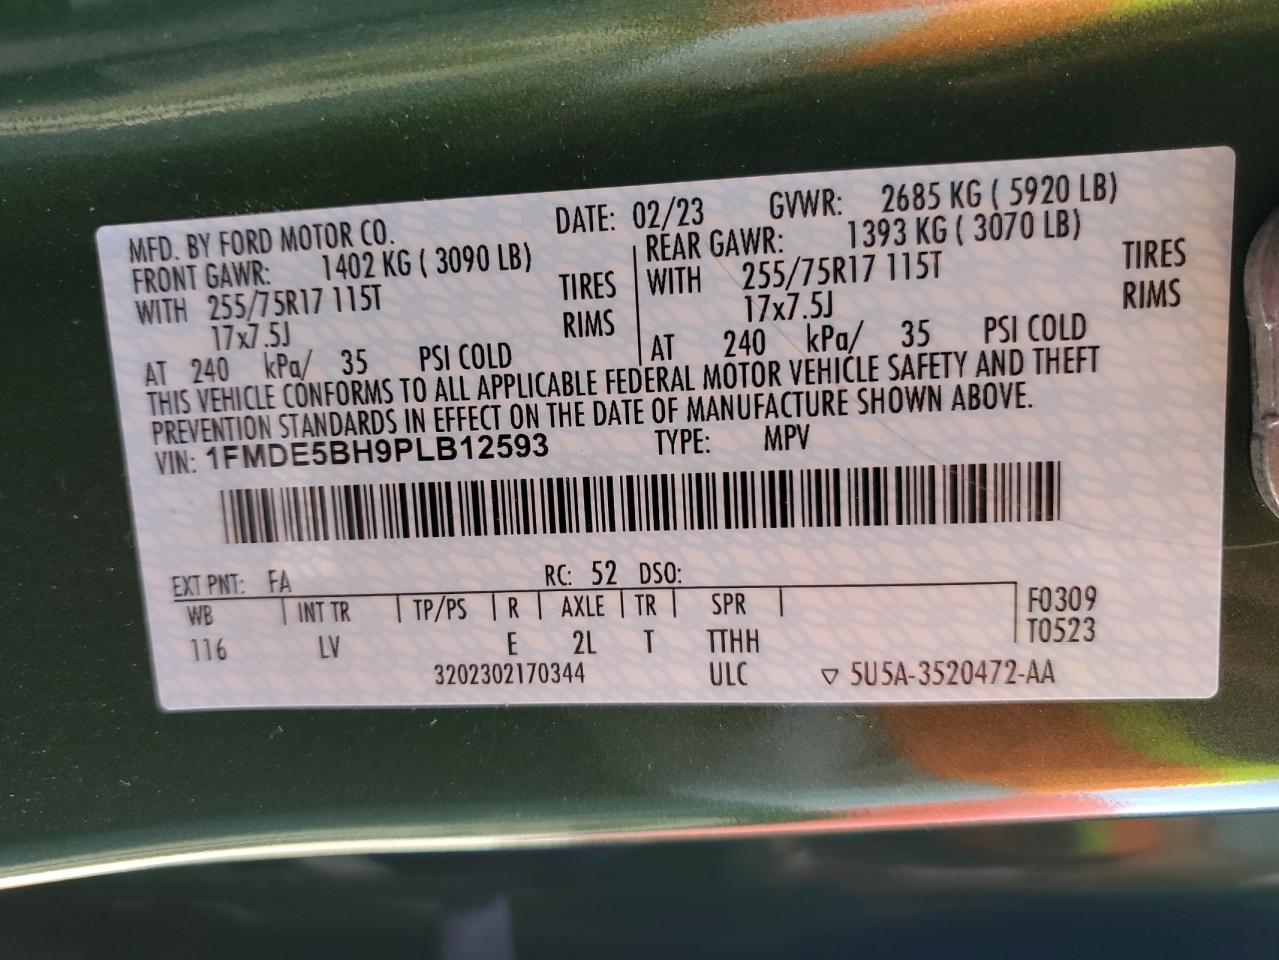 MFD. BY FORD MOTOR CO. DATE: 02/23 GVWR: 2685 KG ( 5920 LB)
FRONT GAWR: 1402 KG ( 3090 LB) REAR GAWR: 1393 KG ( 3070 LB)
WITH 255/75R17 115T TIRES WITH 255/75R17 115T TIRES
17x7.5J RIMS 17x7.5J RIMS
AT 240 kPa/ 35 PSI COLD AT 240 kPa/ 35 PSI COLD
THIS VEHICLE CONFORMS TO ALL APPLICABLE FEDERAL MOTOR VEHICLE SAFETY AND THEFT
PREVENTION STANDARDS IN EFFECT ON THE DATE OF MANUFACTURE SHOWN ABOVE.
VIN: 1FMDE5BH9PLB12593 TYPE: MPV
EXT PNT: FA RC: 52 DSO:
WB INT TR TP/PS R AXLE TR SPR F0309
116 LV E 2L T TTHH T0523
3202302170344 ULC ▽ 5U5A-3520472-AA